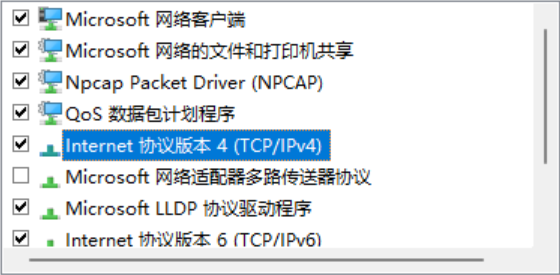 Microsoft 网络客户端
Microsoft 网络的文件和打印机共享
Npcap Packet Driver (NPCAP)
QoS 数据包计划程序
Internet 协议版本 4 (TCP/IPv4)
Microsoft 网络适配器多路传送器协议
Microsoft LLDP 协议驱动程序
Internet 协议版本 6 (TCP/IPv6)